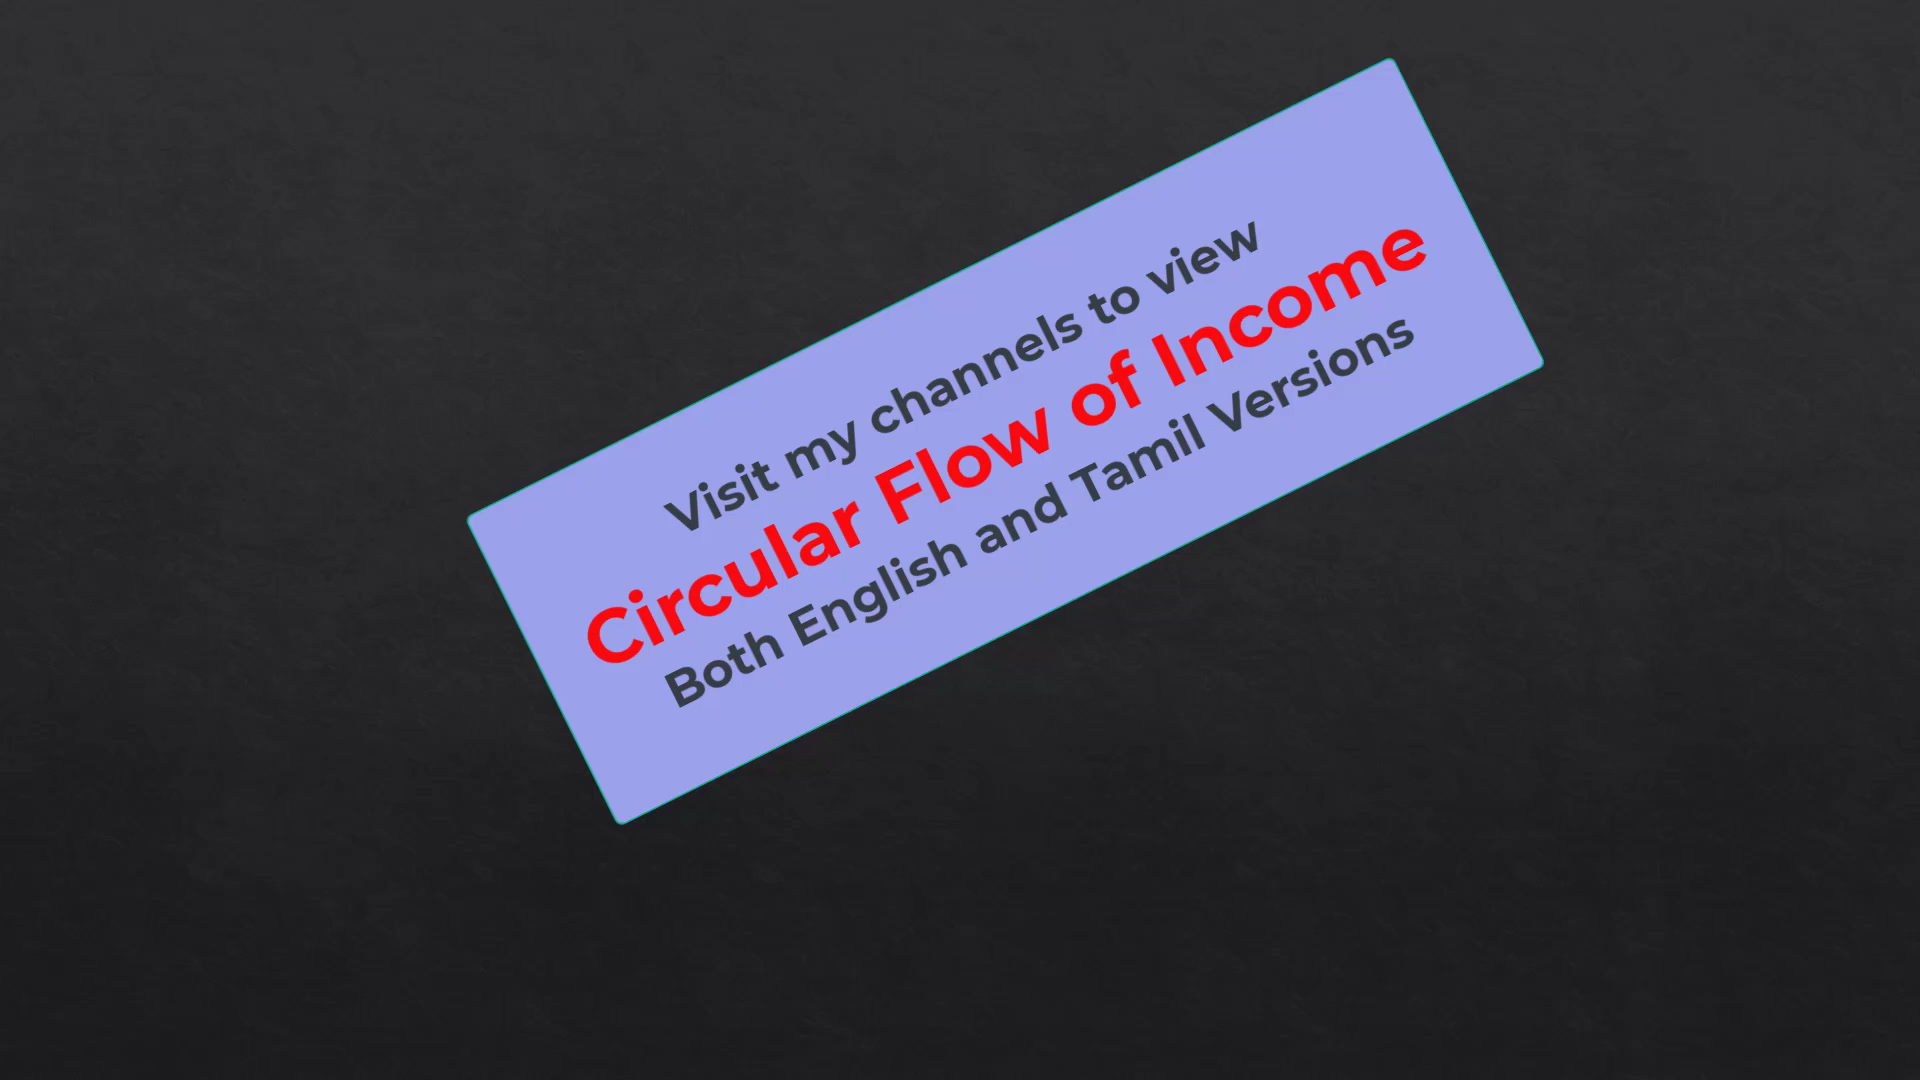 Visit my channels to view
Circular Flow of Income
Both English and Tamil Versions